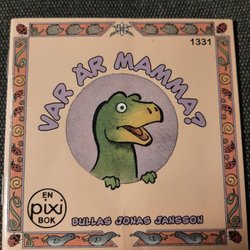 1331
VAR ÄR MAMMA?
EN
pixi
BOK
BULLAS JONAS JANSSON